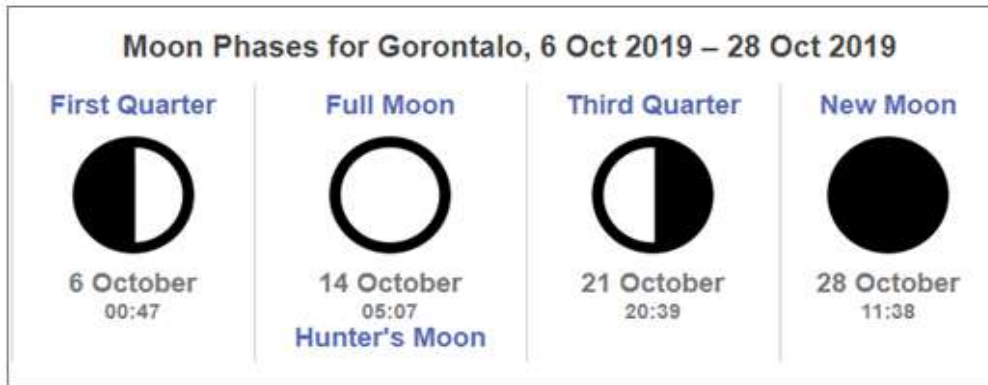 Moon Phases for Gorontalo, 6 Oct 2019 – 28 Oct 2019
First Quarter
6 October
00:47
Full Moon
14 October
05:07
Hunter's Moon
Third Quarter
21 October
20:39
New Moon
28 October
11:38